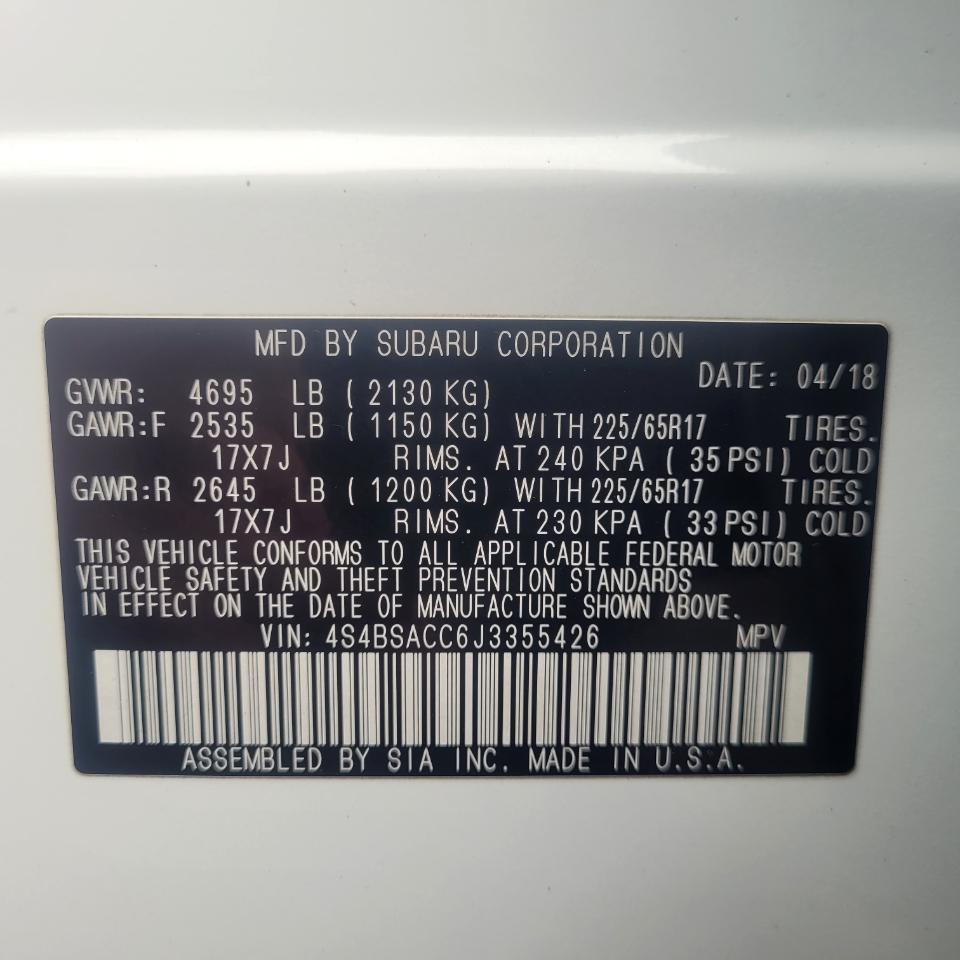 MFD BY SUBARU CORPORATION
DATE: 04/18
GVWR: 4695 LB ( 2130 KG)
GAWR:F 2535 LB ( 1150 KG) WITH 225/65R17 TIRES.
17X7J RIMS. AT 240 KPA ( 35 PSI) COLD
GAWR:R 2645 LB ( 1200 KG) WITH 225/65R17 TIRES.
17X7J RIMS. AT 230 KPA ( 33 PSI) COLD
THIS VEHICLE CONFORMS TO ALL APPLICABLE FEDERAL MOTOR
VEHICLE SAFETY AND THEFT PREVENTION STANDARDS
IN EFFECT ON THE DATE OF MANUFACTURE SHOWN ABOVE.
VIN: 4S4BSACC6J3355426 MPV
ASSEMBLED BY SIA INC. MADE IN U.S.A.